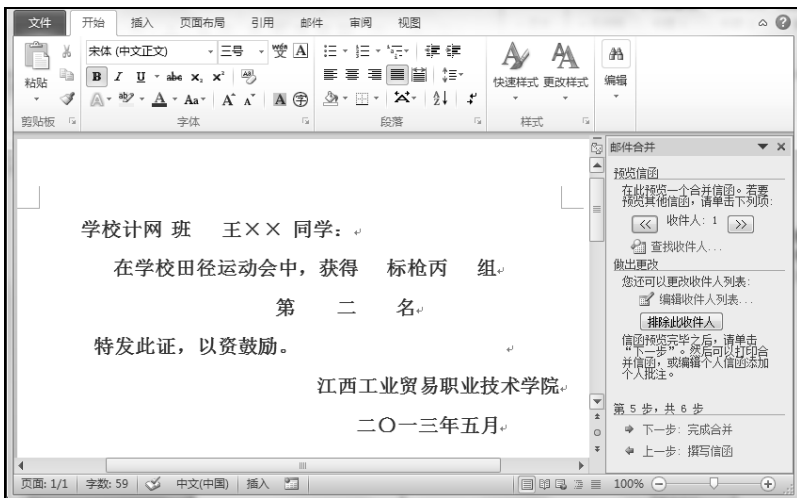 文件 开始 插入 页面布局 引用 邮件 审阅 视图
宋体 (中文正文) 三号 wén 文 A
B I U abc x₂ x²
粘贴 快速样式 更改样式 编辑
A ab A Aa A A A 字
剪贴板 字体 段落 样式
邮件合并
预览信函
在此预览一个合并信函。若要
预览其他信函，请单击下列项:
<< 收件人: 1 >>
查找收件人...
做出更改
您还可以更改收件人列表:
编辑收件人列表...
排除此收件人
信函预览完毕之后，请单击
“下一步”。然后可以打印合
并信函，或编辑个人信函添加
个人批注。
第 5 步，共 6 步
下一步: 完成合并
上一步: 撰写信函
学校计网 班 王×× 同学：
在学校田径运动会中，获得 标枪丙 组
第 二 名
特发此证，以资鼓励。
江西工业贸易职业技术学院
二〇一三年五月
页面: 1/1 字数: 59 中文(中国) 插入 100%